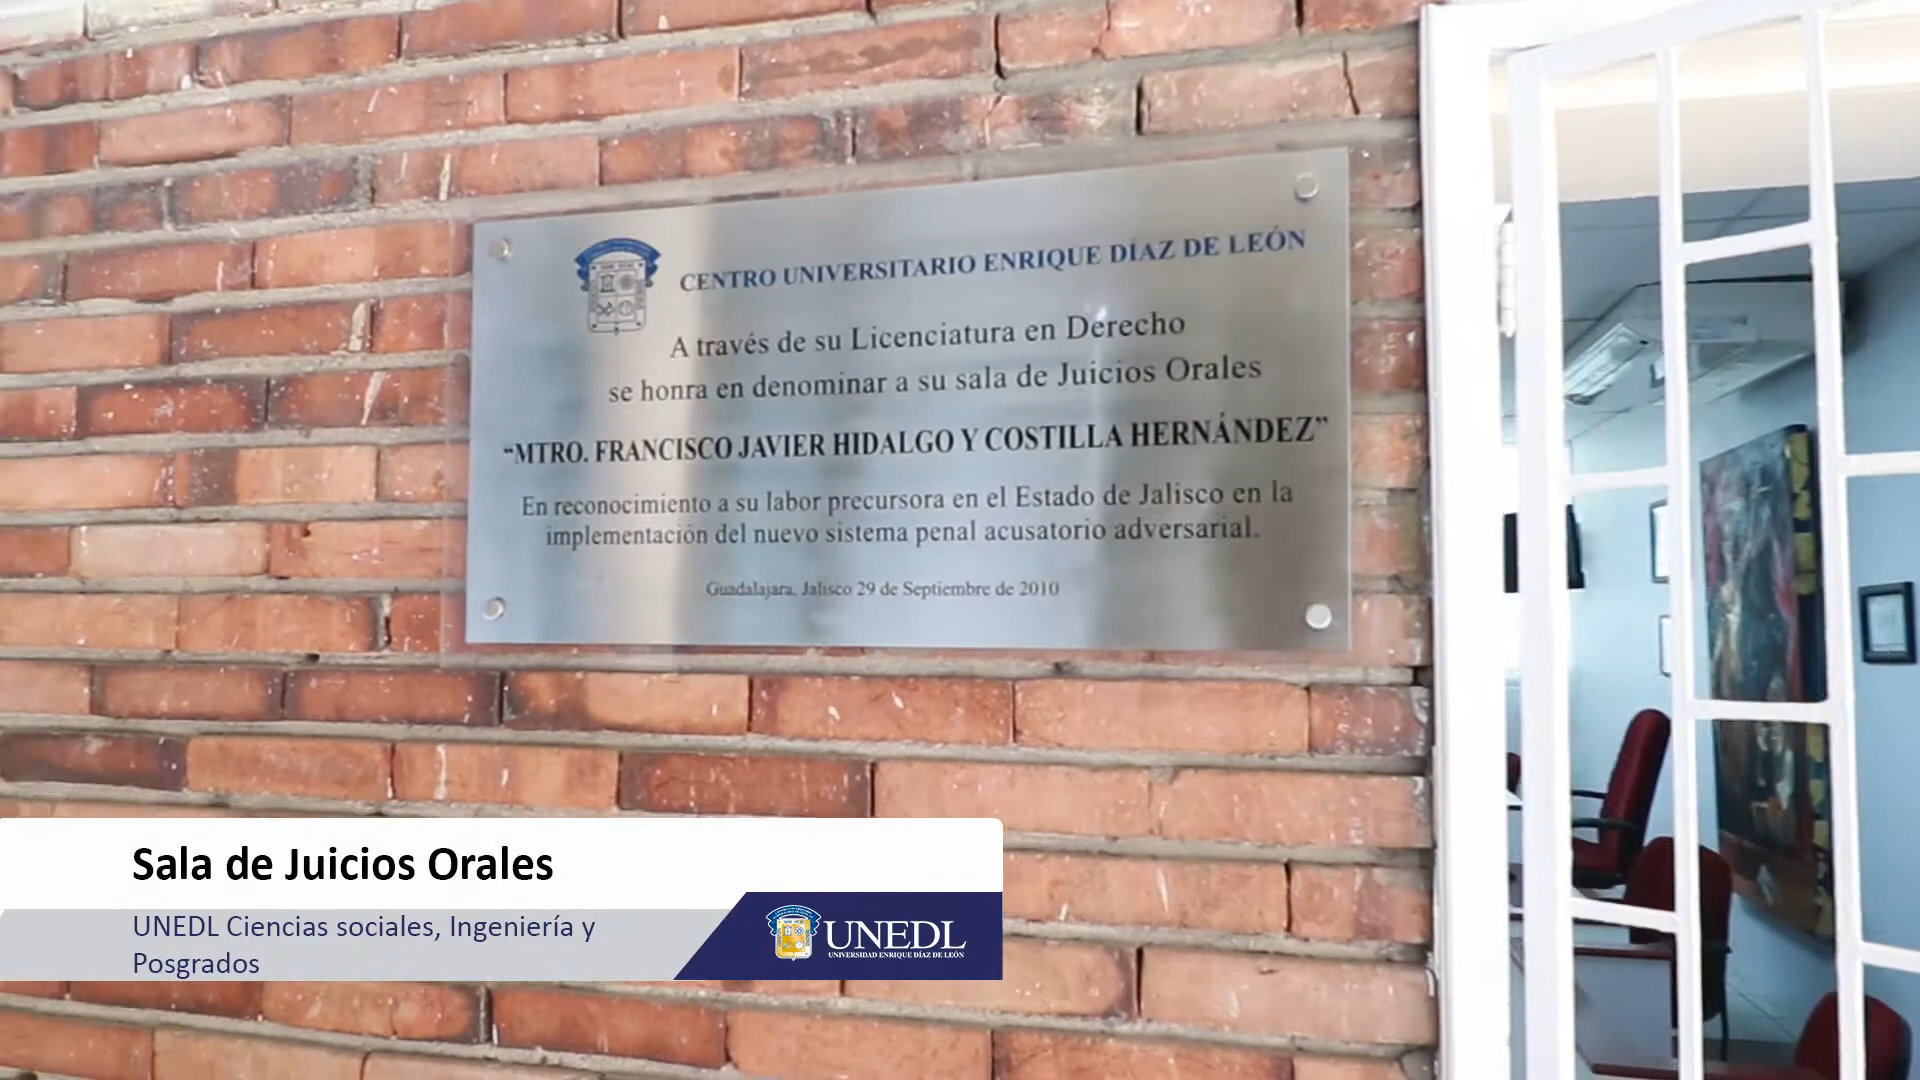 CENTRO UNIVERSITARIO ENRIQUE DÍAZ DE LEÓN
A través de su Licenciatura en Derecho
se honra en denominar a su sala de Juicios Orales
“MTRO. FRANCISCO JAVIER HIDALGO Y COSTILLA HERNÁNDEZ”
En reconocimiento a su labor precursora en el Estado de Jalisco en la
implementación del nuevo sistema penal acusatorio adversarial.
Guadalajara, Jalisco 29 de Septiembre de 2010
Sala de Juicios Orales
UNEDL Ciencias sociales, Ingeniería y
Posgrados
UNEDL
UNIVERSIDAD ENRIQUE DÍAZ DE LEÓN